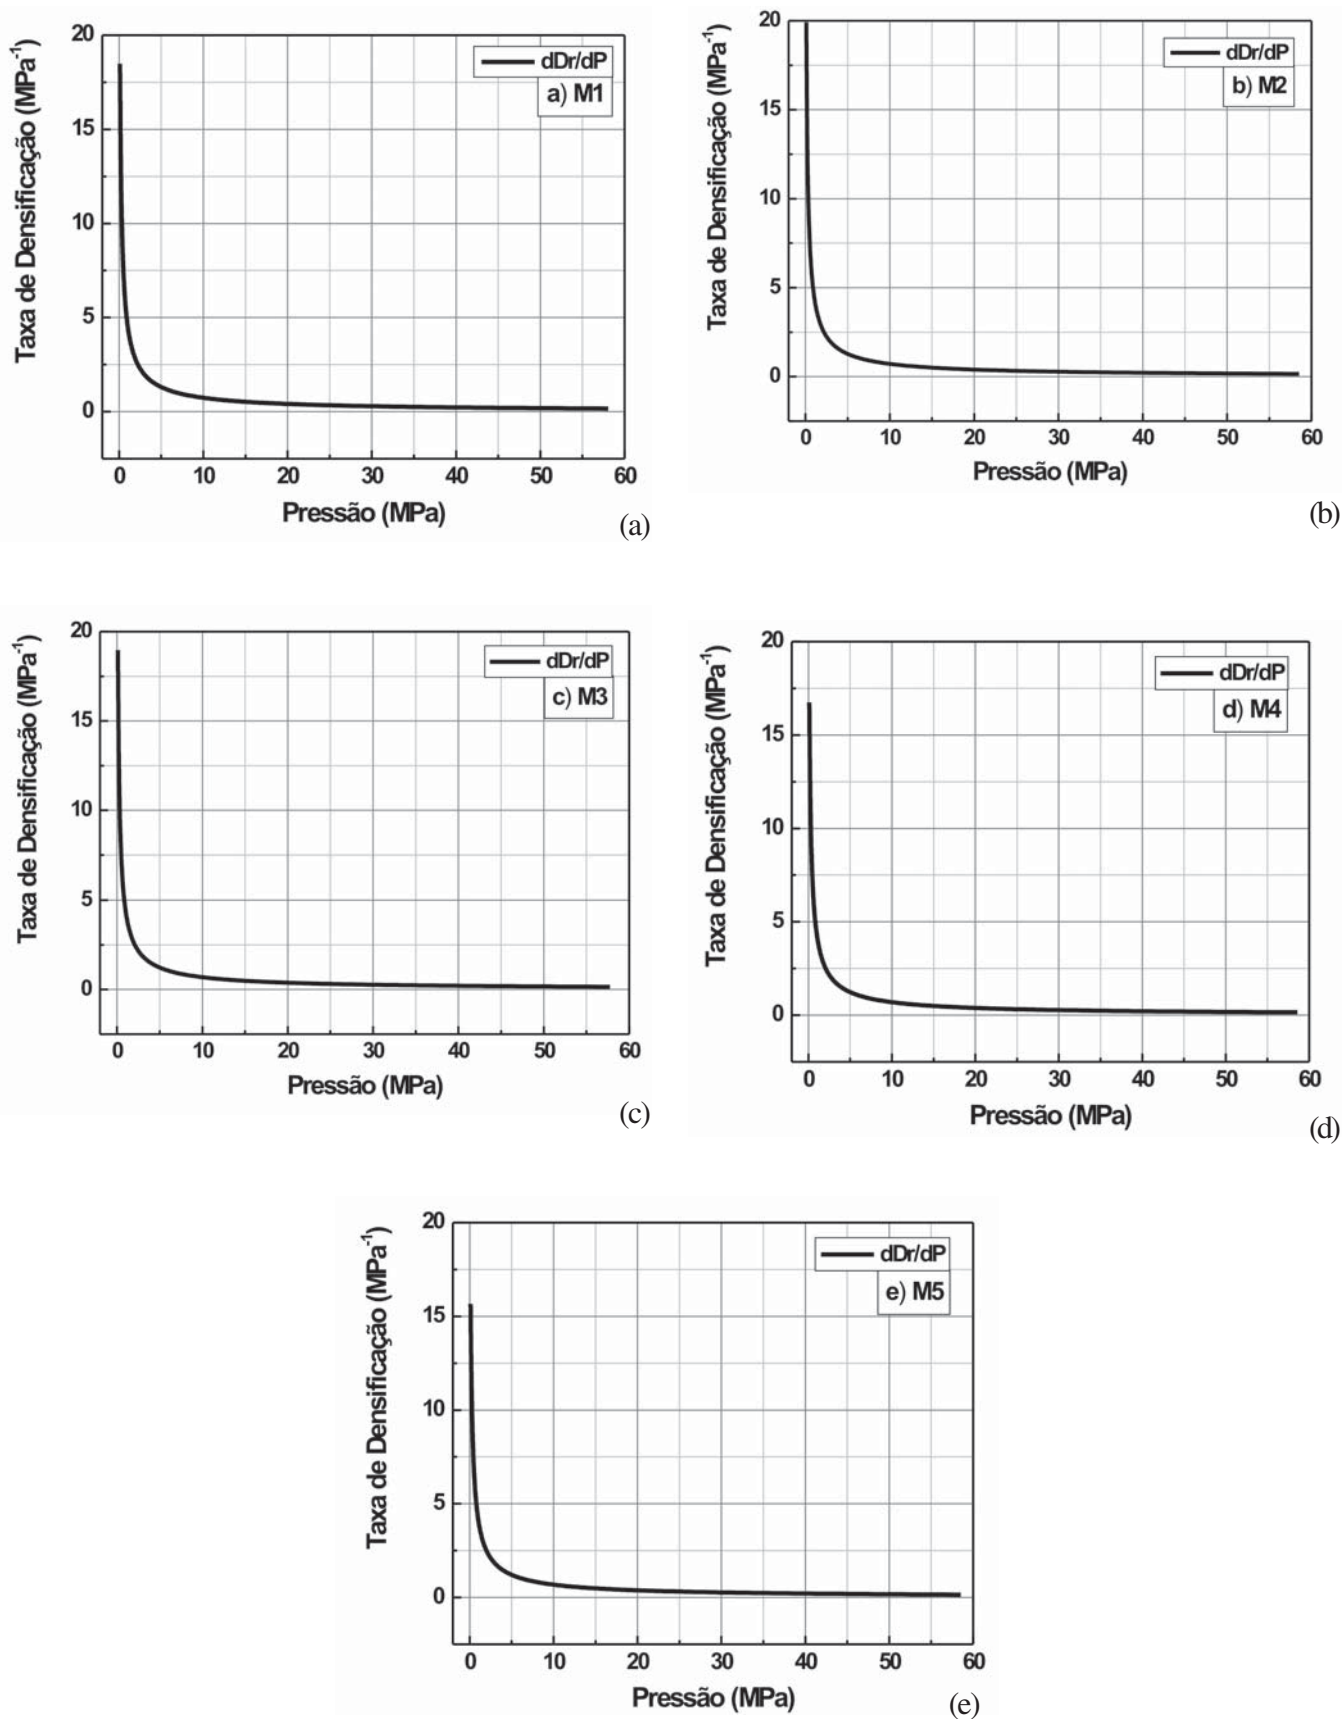 20
15
10
5
0
Taxa de Densificação (MPa⁻¹)
dDr/dP
a) M1
0 10 20 30 40 50 60
Pressão (MPa)
(a)
20
15
10
5
0
Taxa de Densificação (MPa⁻¹)
dDr/dP
b) M2
0 10 20 30 40 50 60
Pressão (MPa)
(b)
20
15
10
5
0
Taxa de Densificação (MPa⁻¹)
dDr/dP
c) M3
0 10 20 30 40 50 60
Pressão (MPa)
(c)
20
15
10
5
0
Taxa de Densificação (MPa⁻¹)
dDr/dP
d) M4
0 10 20 30 40 50 60
Pressão (MPa)
(d)
20
15
10
5
0
Taxa de Densificação (MPa⁻¹)
dDr/dP
e) M5
0 10 20 30 40 50 60
Pressão (MPa)
(e)